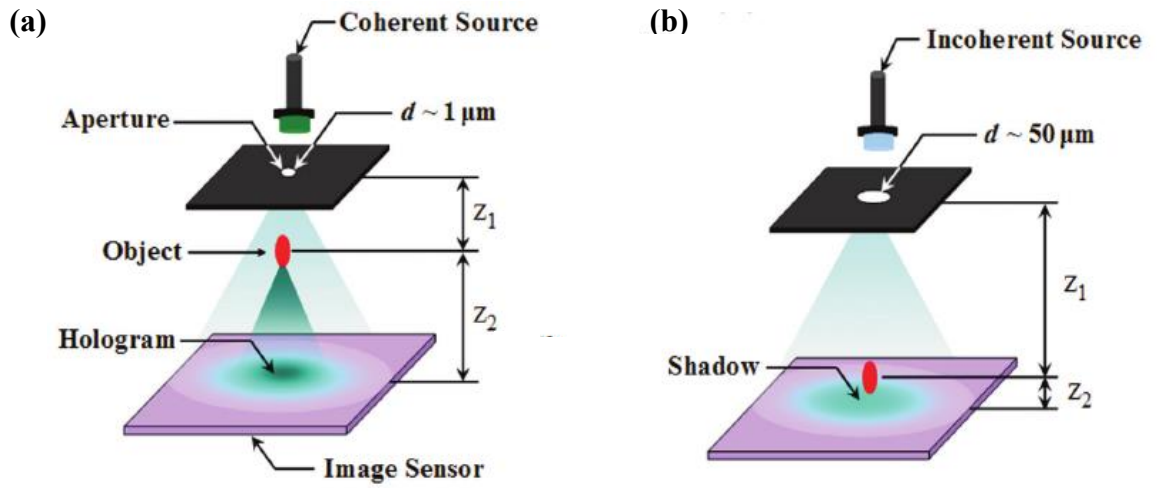 (a)
Coherent Source
Aperture
d ~ 1 μm
Z1
Object
Z2
Hologram
Image Sensor
(b)
Incoherent Source
d ~ 50 μm
Z1
Shadow
Z2